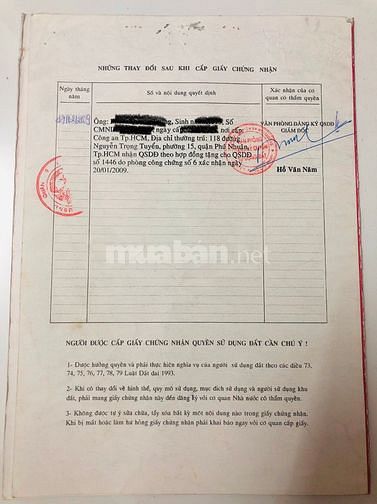 NHỮNG THAY ĐỔI SAU KHI CẤP GIẤY CHỨNG NHẬN
Ngày tháng năm
Số và nội dung quyết định
Xác nhận của cơ quan có thẩm quyền
Ông: Sinh Số
CMND ngày cấp nơi cấp:
Công an Tp.HCM, Địa chỉ thường trú: 118 đường
Nguyễn Trọng Tuyển, phường 15, quận Phú Nhuận,
Tp.HCM nhận QSDĐ theo hợp đồng tặng cho QSDĐ
số 1446 do phòng công chứng số 6 xác nhận ngày
20/01/2009.
VĂN PHÒNG ĐĂNG KÝ QSDĐ
GIÁM ĐỐC
Hồ Văn Năm
muaban.net
NGƯỜI ĐƯỢC CẤP GIẤY CHỨNG NHẬN QUYỀN SỬ DỤNG ĐẤT CẦN CHÚ Ý !
1- Được hưởng quyền và phải thực hiện nghĩa vụ của người sử dụng đất theo các điều 73,
74, 75, 76, 77, 78, 79 Luật Đất đai 1993.
2- Khi có thay đổi về hình thể, quy mô sử dụng, mục đích sử dụng và người sử dụng khu
đất, phải mang giấy chứng nhận này đến đăng ký với cơ quan Nhà nước có thẩm quyền.
3- Không được tự ý sửa chữa, tẩy xóa bất kỳ một nội dung nào trong giấy chứng nhận.
Khi bị mất hoặc làm hư hỏng giấy chứng nhận phải khai báo ngay với cơ quan cấp giấy.